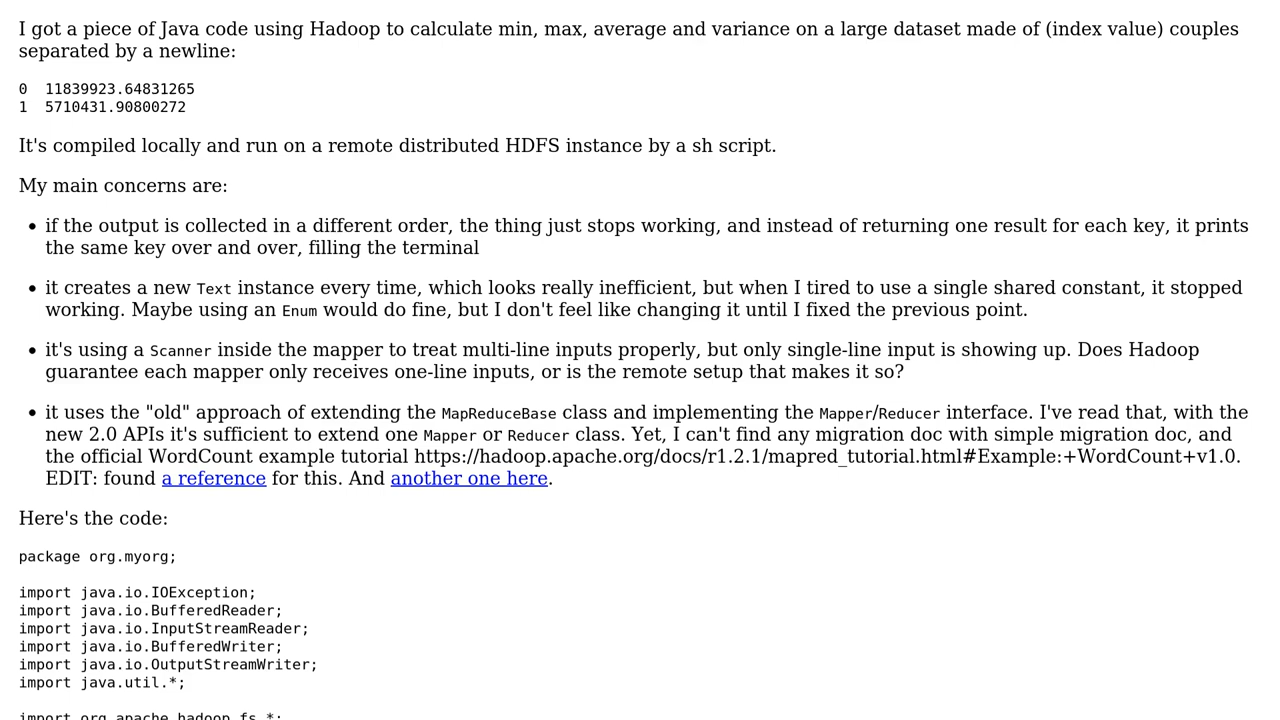 I got a piece of Java code using Hadoop to calculate min, max, average and variance on a large dataset made of (index value) couples
separated by a newline:
0  11839923.64831265
1  5710431.90800272
It's compiled locally and run on a remote distributed HDFS instance by a sh script.
My main concerns are:
• if the output is collected in a different order, the thing just stops working, and instead of returning one result for each key, it prints
the same key over and over, filling the terminal
• it creates a new Text instance every time, which looks really inefficient, but when I tired to use a single shared constant, it stopped
working. Maybe using an Enum would do fine, but I don't feel like changing it until I fixed the previous point.
• it's using a Scanner inside the mapper to treat multi-line inputs properly, but only single-line input is showing up. Does Hadoop
guarantee each mapper only receives one-line inputs, or is the remote setup that makes it so?
• it uses the "old" approach of extending the MapReduceBase class and implementing the Mapper/Reducer interface. I've read that, with the
new 2.0 APIs it's sufficient to extend one Mapper or Reducer class. Yet, I can't find any migration doc with simple migration doc, and
the official WordCount example tutorial https://hadoop.apache.org/docs/r1.2.1/mapred_tutorial.html#Example:+WordCount+v1.0.
EDIT: found a reference for this. And another one here.
Here's the code:
package org.myorg;
import java.io.IOException;
import java.io.BufferedReader;
import java.io.InputStreamReader;
import java.io.BufferedWriter;
import java.io.OutputStreamWriter;
import java.util.*;
import org.apache.hadoop.fs.*;